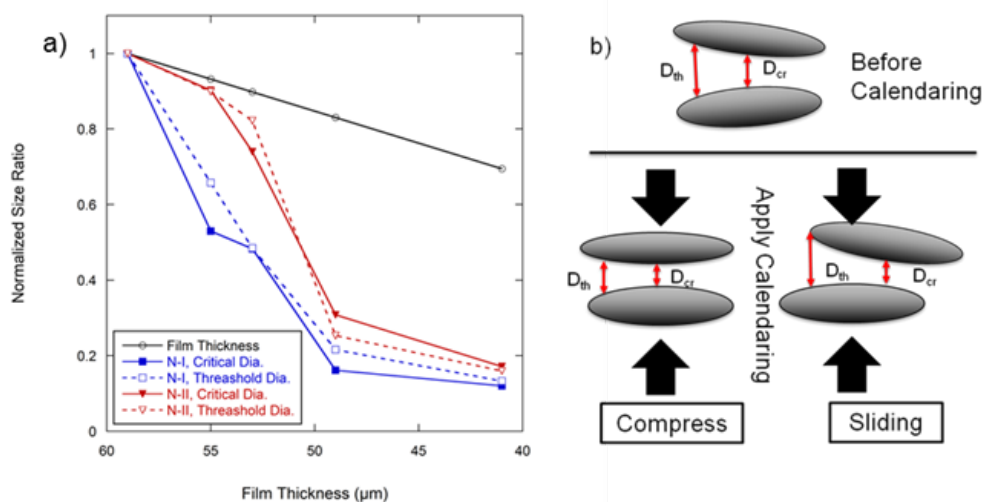 a)
Normalized Size Ratio
1
0.8
0.6
0.4
0.2
0
60
55
50
45
40
Film Thickness (µm)
Film Thickness
N-I, Critical Dia.
N-I, Threashold Dia.
N-II, Critical Dia.
N-II, Threashold Dia.
b)
Dth
Dcr
Before
Calendaring
Apply Calendaring
Dth
Dcr
Dth
Dcr
Compress
Sliding